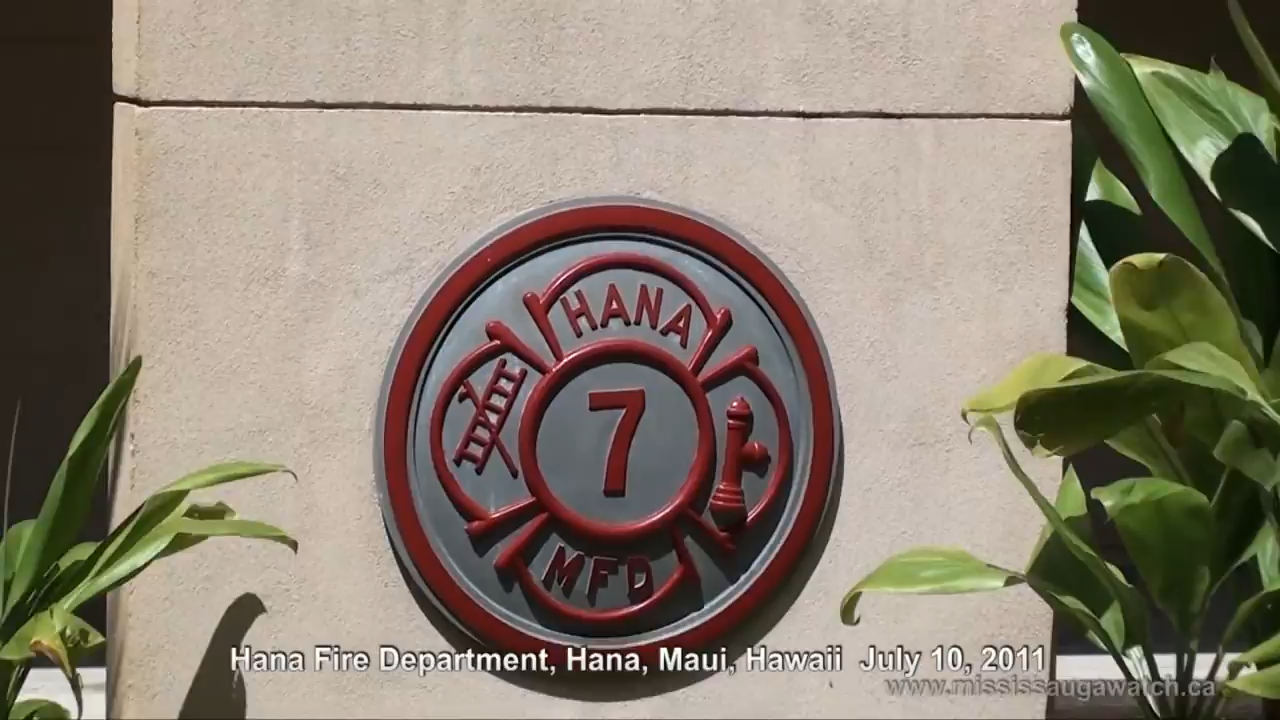 HANA
7
MFD
Hana Fire Department, Hana, Maui, Hawaii  July 10, 2011
www.mississaugawatch.ca